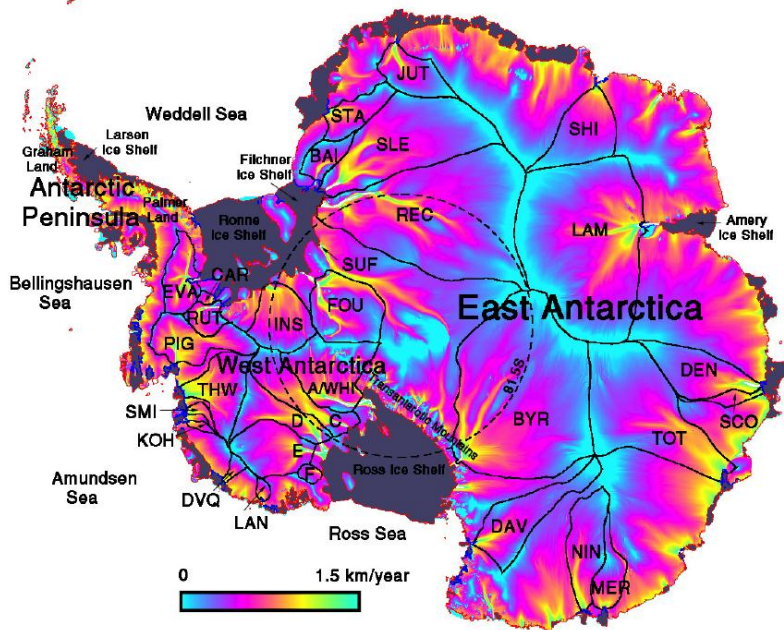 JUT
Weddell Sea
STA
SHI
Larsen
Ice Shelf
SLE
Graham
Land
BAI
Filchner
Ice Shelf
Antarctic
Peninsula
Palmer
Land
Ronne
Ice Shelf
REC
LAM
Amery
Ice Shelf
SUF
Bellingshausen
Sea
CAR
EVA
FOU
RUT
INS
East Antarctica
PIG
West Antarctica
DEN
THW
A/WHI
Transantarctic Mountains
81.5S
SMI
D
C
BYR
SCO
KOH
TOT
E
F
Ross Ice Shelf
Amundsen
Sea
DVQ
LAN
Ross Sea
DAV
NIN
MER
0
1.5 km/year